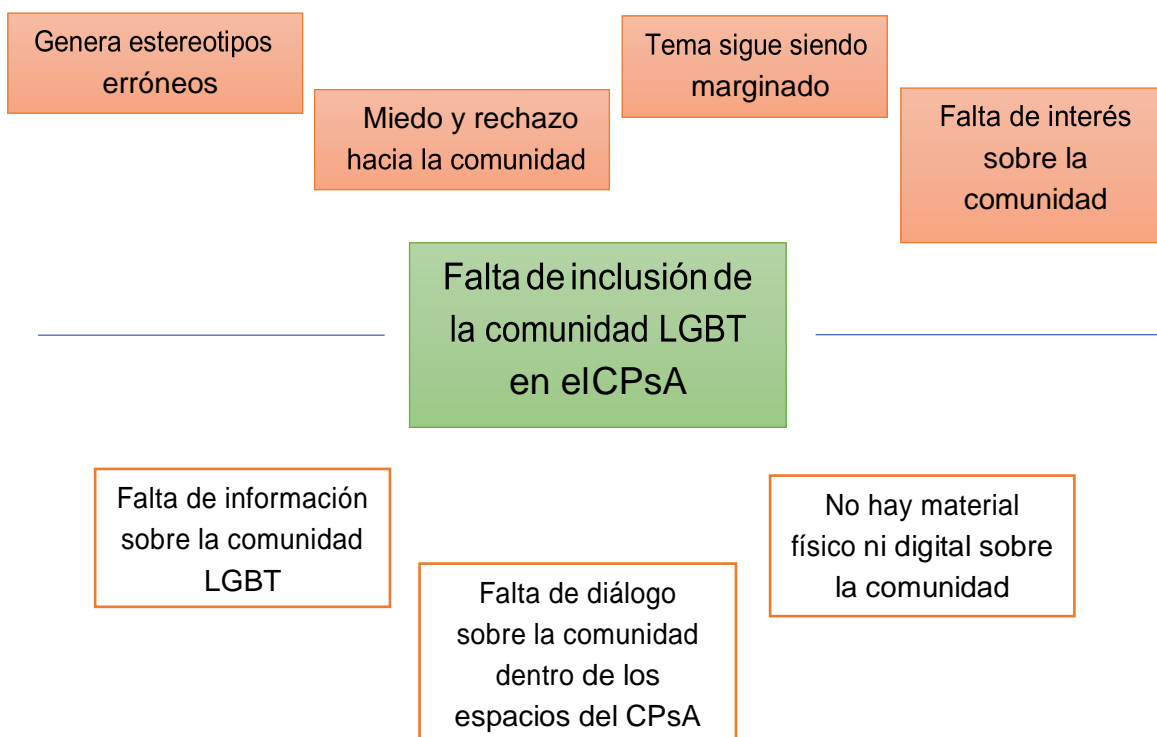 Genera estereotipos
erróneos
Miedo y rechazo
hacia la comunidad
Tema sigue siendo
marginado
Falta de interés
sobre la
comunidad
Falta de inclusión de
la comunidad LGBT
en elCPsA
Falta de información
sobre la comunidad
LGBT
Falta de diálogo
sobre la comunidad
dentro de los
espacios del CPsA
No hay material
físico ni digital sobre
la comunidad